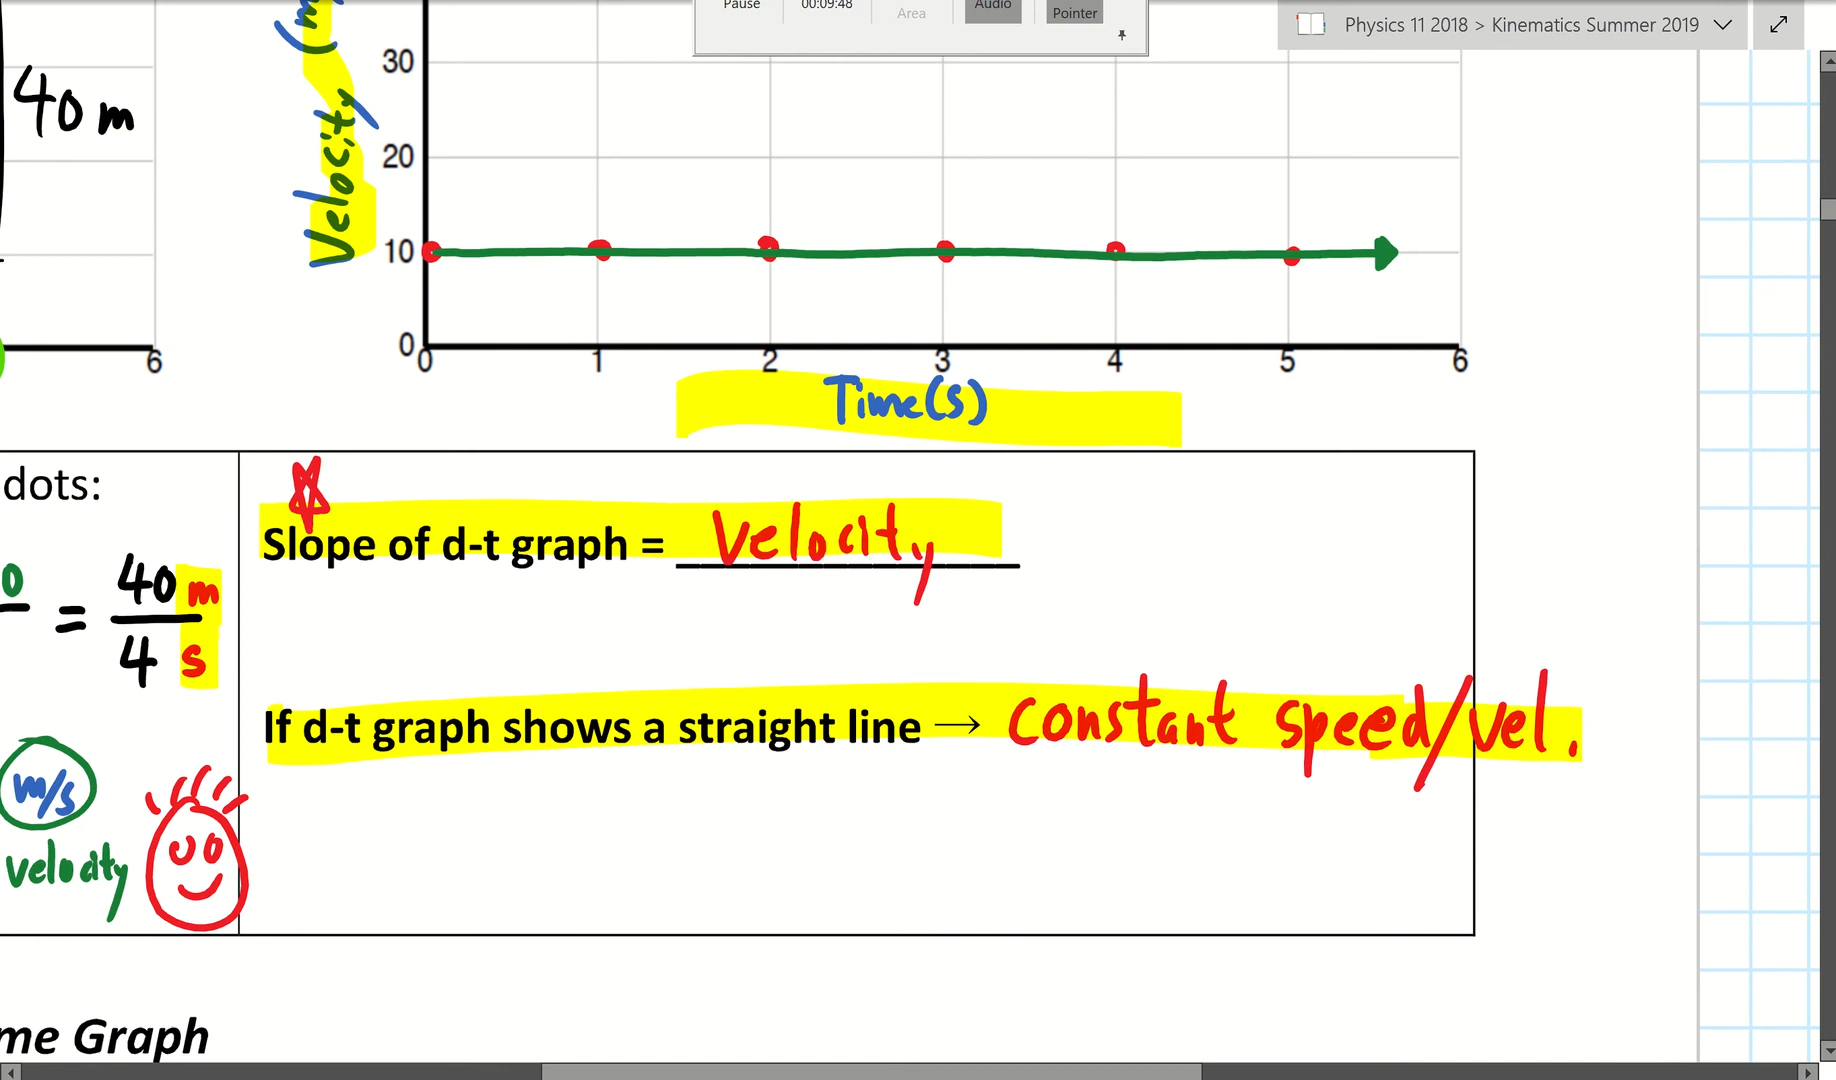 Pause
00:09:48
Area
Audio
Pointer
Physics 11 2018 > Kinematics Summer 2019
40 m
Velocity (m
30
20
10
0
0 1 2 3 4 5 6
6
Time(s)
dots:
0
= 40 m
4 s
m/s
velocity
Slope of d-t graph = Velocity
If d-t graph shows a straight line → constant speed/vel.
me Graph